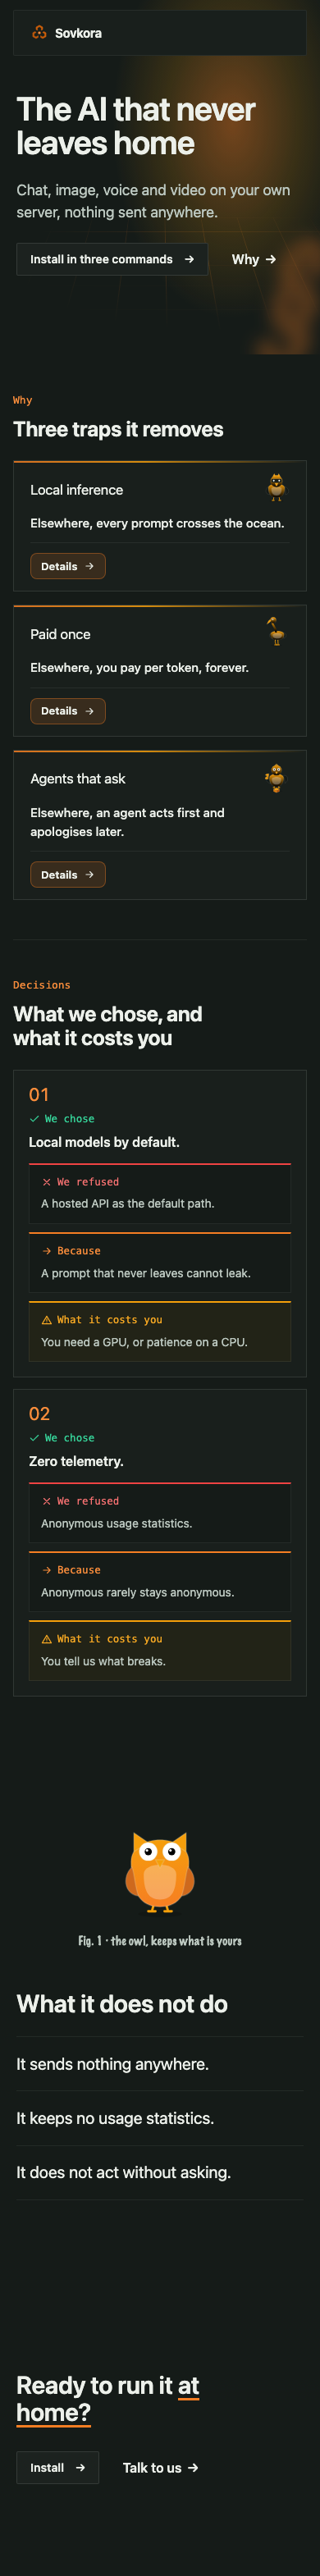 Sovkora
The AI that never
leaves home
Chat, image, voice and video on your own
server, nothing sent anywhere.
Install in three commands →
Why →
Why
Three traps it removes
Local inference
Elsewhere, every prompt crosses the ocean.
Details →
Paid once
Elsewhere, you pay per token, forever.
Details →
Agents that ask
Elsewhere, an agent acts first and
apologises later.
Details →
Decisions
What we chose, and
what it costs you
01
We chose
Local models by default.
We refused
A hosted API as the default path.
Because
A prompt that never leaves cannot leak.
What it costs you
You need a GPU, or patience on a CPU.
02
We chose
Zero telemetry.
We refused
Anonymous usage statistics.
Because
Anonymous rarely stays anonymous.
What it costs you
You tell us what breaks.
Fig. 1 · the owl, keeps what is yours
What it does not do
It sends nothing anywhere.
It keeps no usage statistics.
It does not act without asking.
Ready to run it at
home?
Install →
Talk to us →